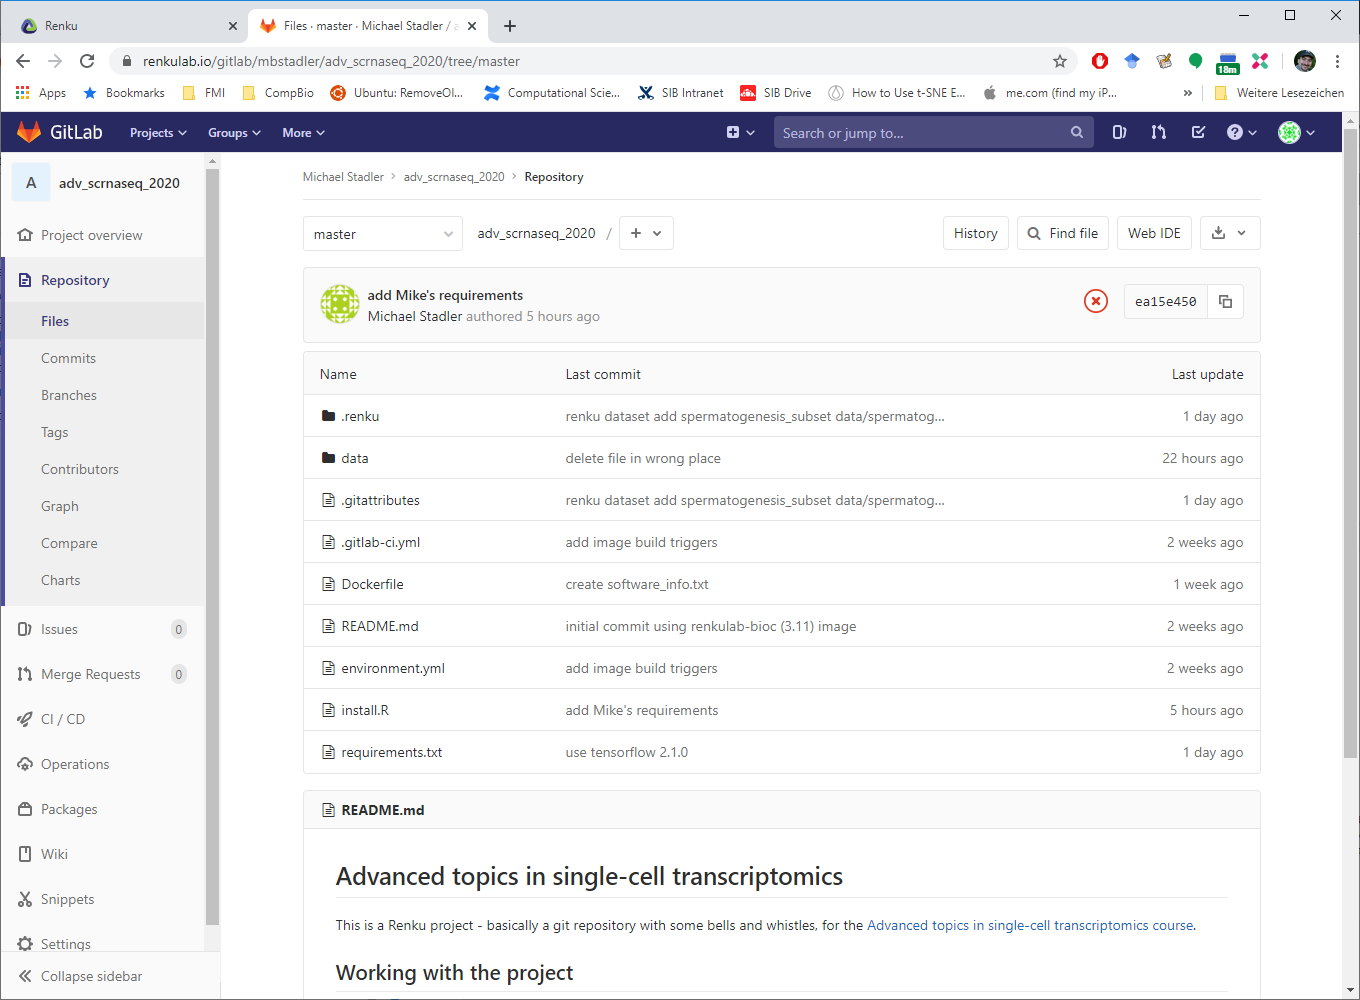 Renku
Files · master · Michael Stadler / a
renkulab.io/gitlab/mbstadler/adv_scrnaseq_2020/tree/master
18m
Apps Bookmarks FMI CompBio Ubuntu: RemoveOl... Computational Scie... SIB Intranet SIB Drive How to Use t-SNE E... me.com (find my iP... » Weitere Lesezeichen
GitLab Projects Groups More Search or jump to...
A adv_scrnaseq_2020
Project overview
Repository
Files
Commits
Branches
Tags
Contributors
Graph
Compare
Charts
Issues 0
Merge Requests 0
CI / CD
Operations
Packages
Wiki
Snippets
Settings
Collapse sidebar
Michael Stadler > adv_scrnaseq_2020 > Repository
master adv_scrnaseq_2020 / + History Find file Web IDE
add Mike's requirements
Michael Stadler authored 5 hours ago
ea15e450
Name Last commit Last update
.renku renku dataset add spermatogenesis_subset data/spermatog... 1 day ago
data delete file in wrong place 22 hours ago
.gitattributes renku dataset add spermatogenesis_subset data/spermatog... 1 day ago
.gitlab-ci.yml add image build triggers 2 weeks ago
Dockerfile create software_info.txt 1 week ago
README.md initial commit using renkulab-bioc (3.11) image 2 weeks ago
environment.yml add image build triggers 2 weeks ago
install.R add Mike's requirements 5 hours ago
requirements.txt use tensorflow 2.1.0 1 day ago
README.md
Advanced topics in single-cell transcriptomics
This is a Renku project - basically a git repository with some bells and whistles, for the Advanced topics in single-cell transcriptomics course.
Working with the project